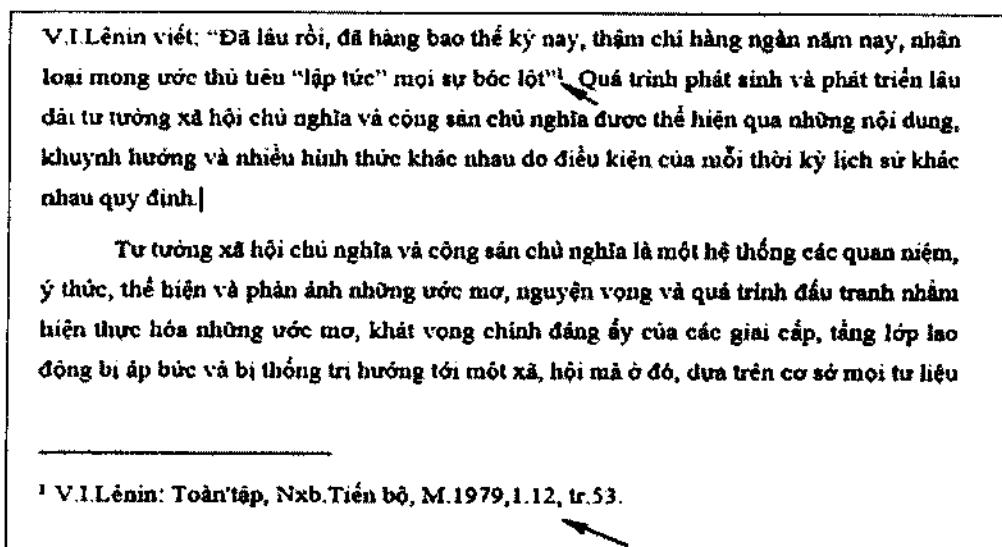 V.I.Lênin viết: “Đã lâu rồi, đã hàng bao thế kỷ nay, thậm chí hàng ngàn năm nay, nhân
loại mong ước thủ tiêu “lập tức” mọi sự bóc lột”¹. Quá trình phát sinh và phát triển lâu
dài tư tưởng xã hội chủ nghĩa và cộng sản chủ nghĩa được thể hiện qua những nội dung,
khuynh hướng và nhiều hình thức khác nhau do điều kiện của mỗi thời kỳ lịch sử khác
nhau quy định.
Tư tưởng xã hội chủ nghĩa và cộng sản chủ nghĩa là một hệ thống các quan niệm,
ý thức, thể hiện và phản ánh những ước mơ, nguyện vọng và quá trình đấu tranh nhằm
hiện thực hóa những ước mơ, khát vọng chính đáng ấy của các giai cấp, tầng lớp lao
động bị áp bức và bị thống trị hướng tới một xã, hội mà ở đó, dựa trên cơ sở mọi tư liệu
¹ V.I.Lênin: Toàn'tập, Nxb.Tiến bộ, M.1979,1.12, tr.53.